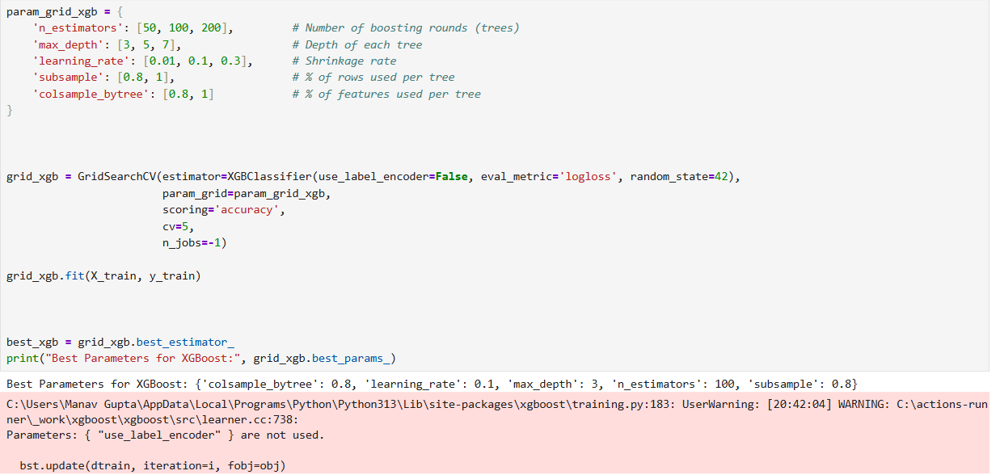 param_grid_xgb = {
    'n_estimators': [50, 100, 200],         # Number of boosting rounds (trees)
    'max_depth': [3, 5, 7],                 # Depth of each tree
    'learning_rate': [0.01, 0.1, 0.3],      # Shrinkage rate
    'subsample': [0.8, 1],                  # % of rows used per tree
    'colsample_bytree': [0.8, 1]            # % of features used per tree
}
grid_xgb = GridSearchCV(estimator=XGBClassifier(use_label_encoder=False, eval_metric='logloss', random_state=42),
                        param_grid=param_grid_xgb,
                        scoring='accuracy',
                        cv=5,
                        n_jobs=-1)
grid_xgb.fit(X_train, y_train)
best_xgb = grid_xgb.best_estimator_
print("Best Parameters for XGBoost:", grid_xgb.best_params_)
Best Parameters for XGBoost: {'colsample_bytree': 0.8, 'learning_rate': 0.1, 'max_depth': 3, 'n_estimators': 100, 'subsample': 0.8}
C:\Users\Manav Gupta\AppData\Local\Programs\Python\Python313\Lib\site-packages\xgboost\training.py:183: UserWarning: [20:42:04] WARNING: C:\actions-run
ner\_work\xgboost\xgboost\src\learner.cc:738:
Parameters: { "use_label_encoder" } are not used.
  bst.update(dtrain, iteration=i, fobj=obj)